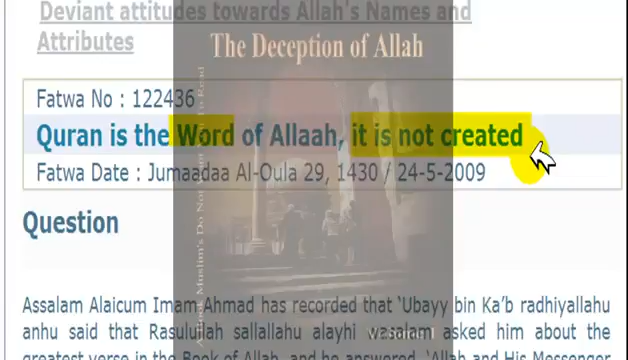 Deviant attitudes towards Allah's Names and
Attributes
The Deception of Allah
Fatwa No : 122436
Quran is the Word of Allaah, it is not created
Fatwa Date : Jumaadaa Al-Oula 29, 1430 / 24-5-2009
Question
Assalam Alaicum Imam Ahmad has recorded that 'Ubayy bin Ka'b radhiyallahu
anhu said that Rasulullah sallallahu alayhi wasalam asked him about the
greatest verse in the Book of Allah, and he answered, 'Allah and His Messenger